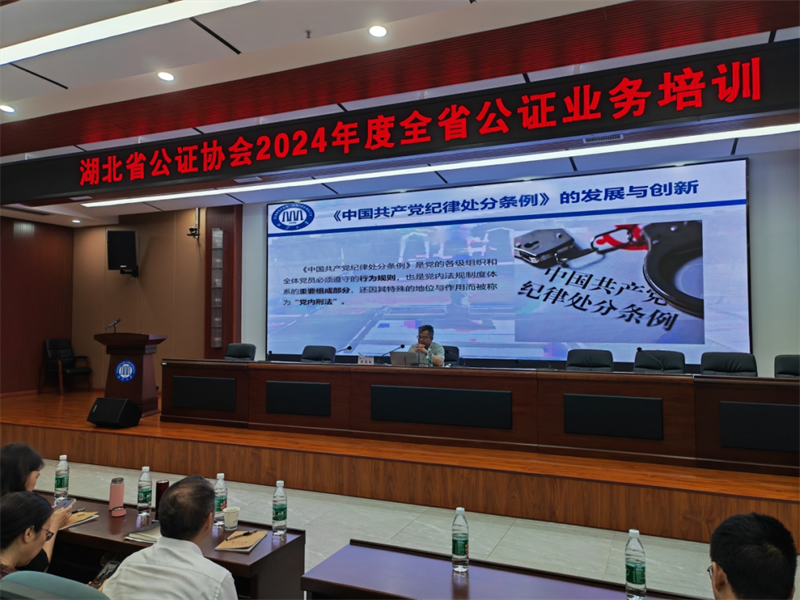 湖北省公证协会2024年度全省公证业务培训
《中国共产党纪律处分条例》的发展与创新
《中国共产党纪律处分条例》是党的各级组织和
全体党员必须遵守的行为规则，也是党内法规制度体
系的重要组成部分，还因其特殊的地位与作用而被称
为“党内刑法”。
中国共产党
纪律处分条例